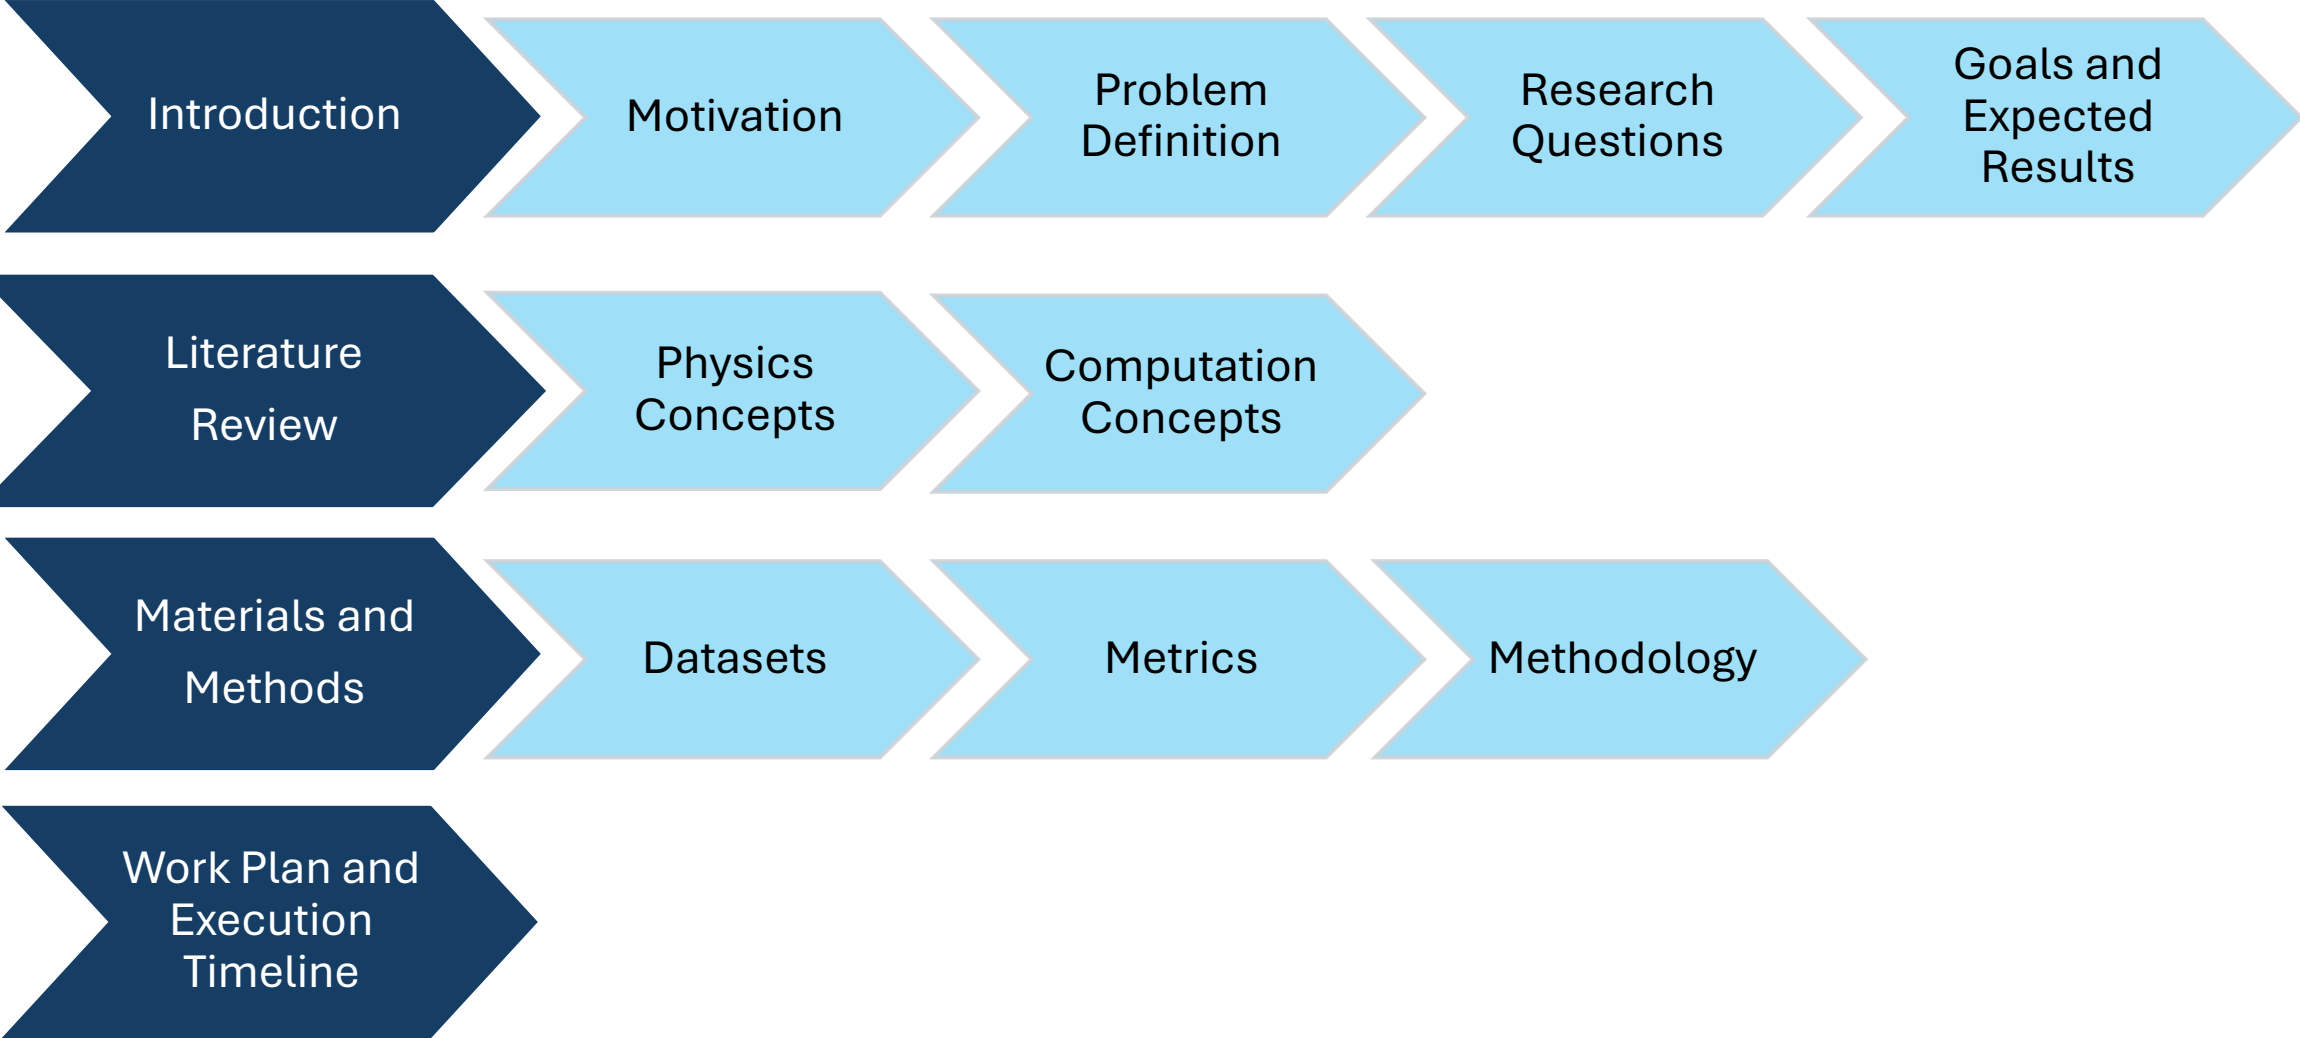 Introduction
Motivation
Problem
Definition
Research
Questions
Goals and
Expected
Results
Literature
Review
Physics
Concepts
Computation
Concepts
Materials and
Methods
Datasets
Metrics
Methodology
Work Plan and
Execution
Timeline